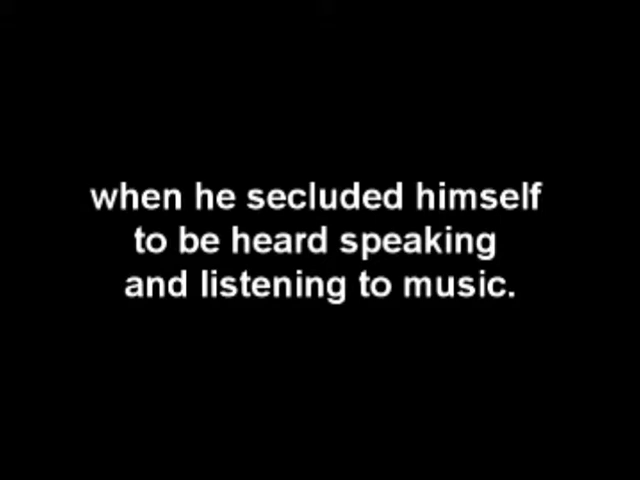 when he secluded himself
to be heard speaking
and listening to music.